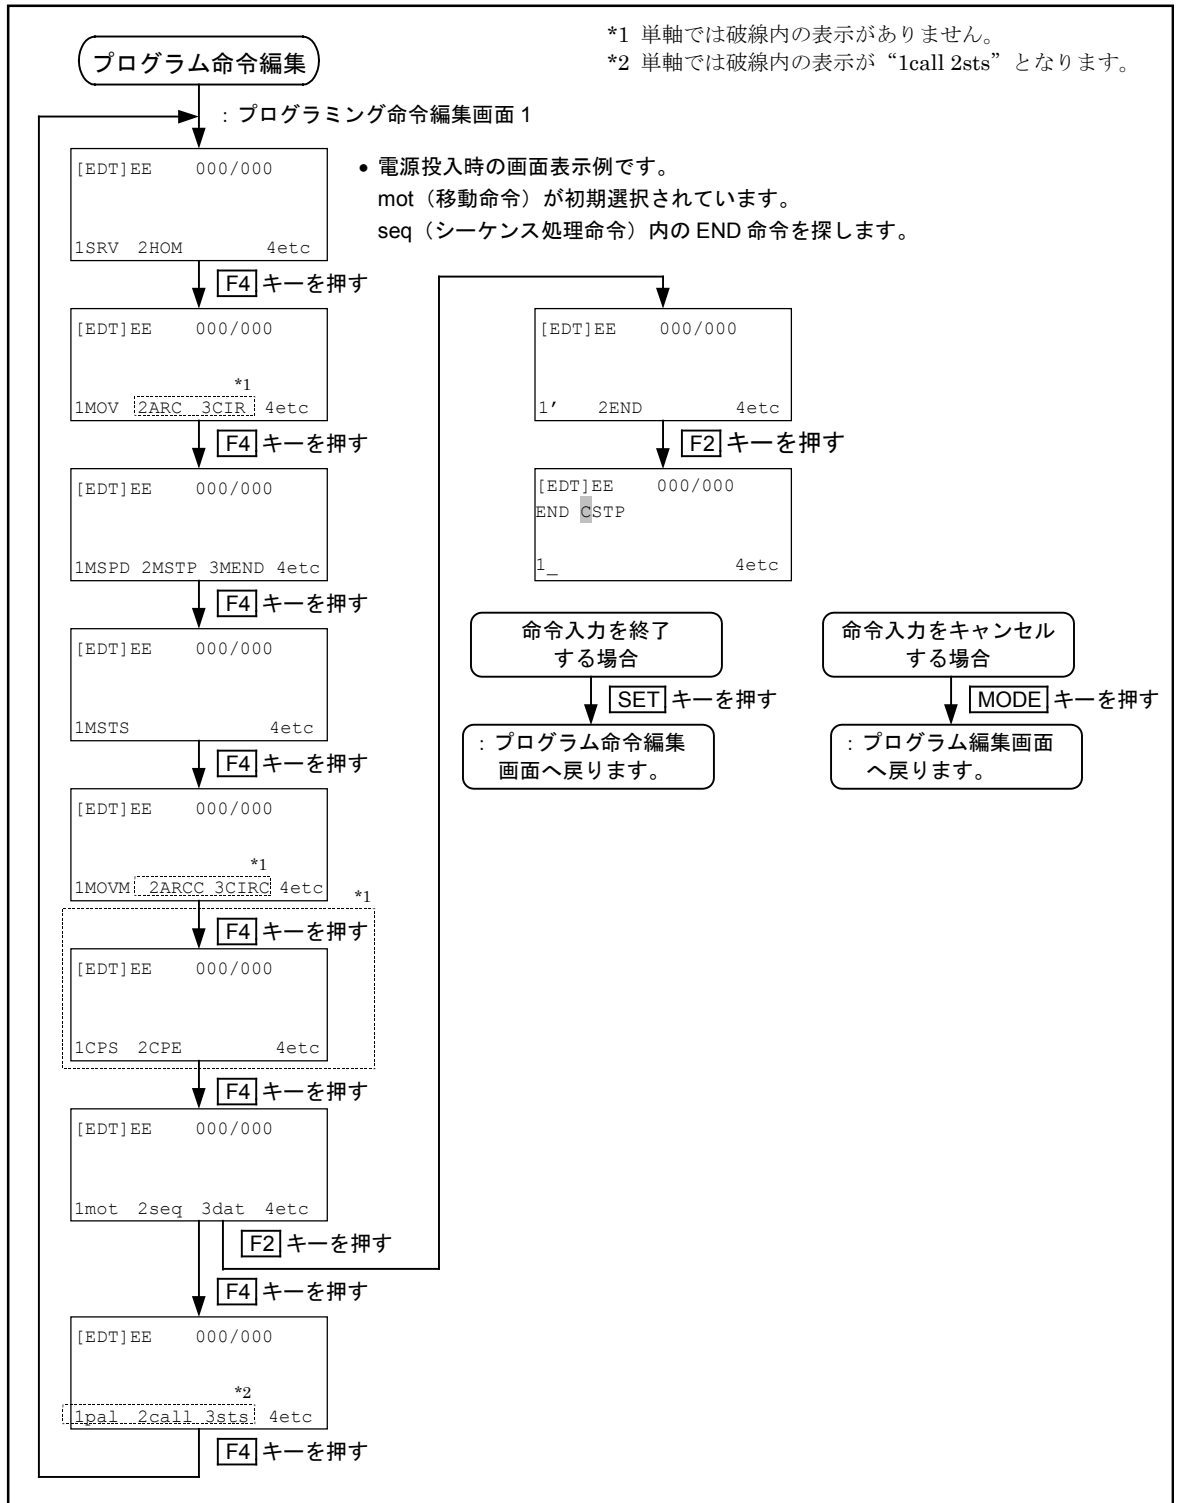 *1 単軸では破線内の表示がありません。
*2 単軸では破線内の表示が“1call 2sts”となります。
プログラム命令編集
：プログラミング命令編集画面 1
[EDT]EE 000/000
1SRV 2HOM 4etc
• 電源投入時の画面表示例です。
mot（移動命令）が初期選択されています。
seq（シーケンス処理命令）内の END 命令を探します。
F4 キーを押す
[EDT]EE 000/000
*1
1MOV 2ARC 3CIR 4etc
F4 キーを押す
[EDT]EE 000/000
1MSPD 2MSTP 3MEND 4etc
F4 キーを押す
[EDT]EE 000/000
1MSTS 4etc
F4 キーを押す
[EDT]EE 000/000
*1
1MOVM 2ARCC 3CIRC 4etc
*1
F4 キーを押す
[EDT]EE 000/000
1CPS 2CPE 4etc
F4 キーを押す
[EDT]EE 000/000
1mot 2seq 3dat 4etc
F2 キーを押す
F4 キーを押す
[EDT]EE 000/000
*2
1pal 2call 3sts 4etc
F4 キーを押す
[EDT]EE 000/000
1′ 2END 4etc
F2 キーを押す
[EDT]EE 000/000
END CSTP
1_ 4etc
命令入力を終了
する場合
SET キーを押す
：プログラム命令編集
画面へ戻ります。
命令入力をキャンセル
する場合
MODE キーを押す
：プログラム編集画面
へ戻ります。